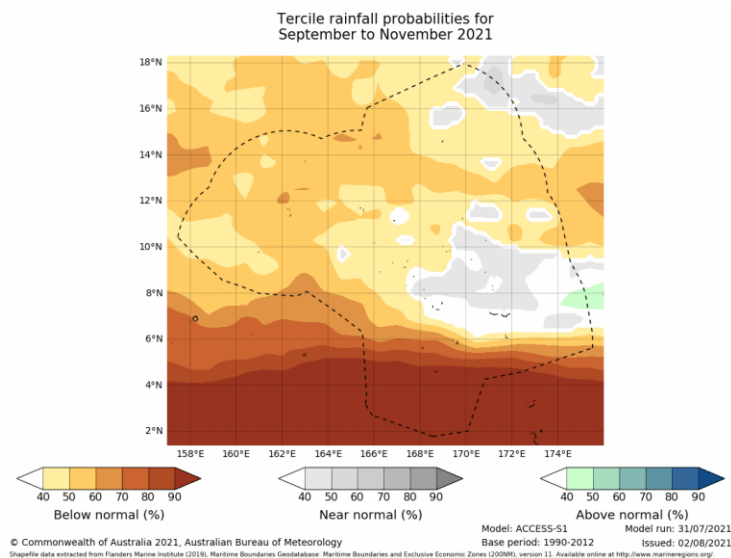 Tercile rainfall probabilities for
September to November 2021
18°N
16°N
14°N
12°N
10°N
8°N
6°N
4°N
2°N
158°E 160°E 162°E 164°E 166°E 168°E 170°E 172°E 174°E
40 50 60 70 80 90
Below normal (%)
40 50 60 70 80 90
Near normal (%)
40 50 60 70 80 90
Above normal (%)
Model: ACCESS-S1 Model run: 31/07/2021
© Commonwealth of Australia 2021, Australian Bureau of Meteorology Base period: 1990-2012 Issued: 02/08/2021
Shapefile data extracted from Flanders Marine Institute (2019), Maritime Boundaries Geodatabase: Maritime Boundaries and Exclusive Economic Zones (200NM), version 11. Available online at http://www.marineregions.org/.